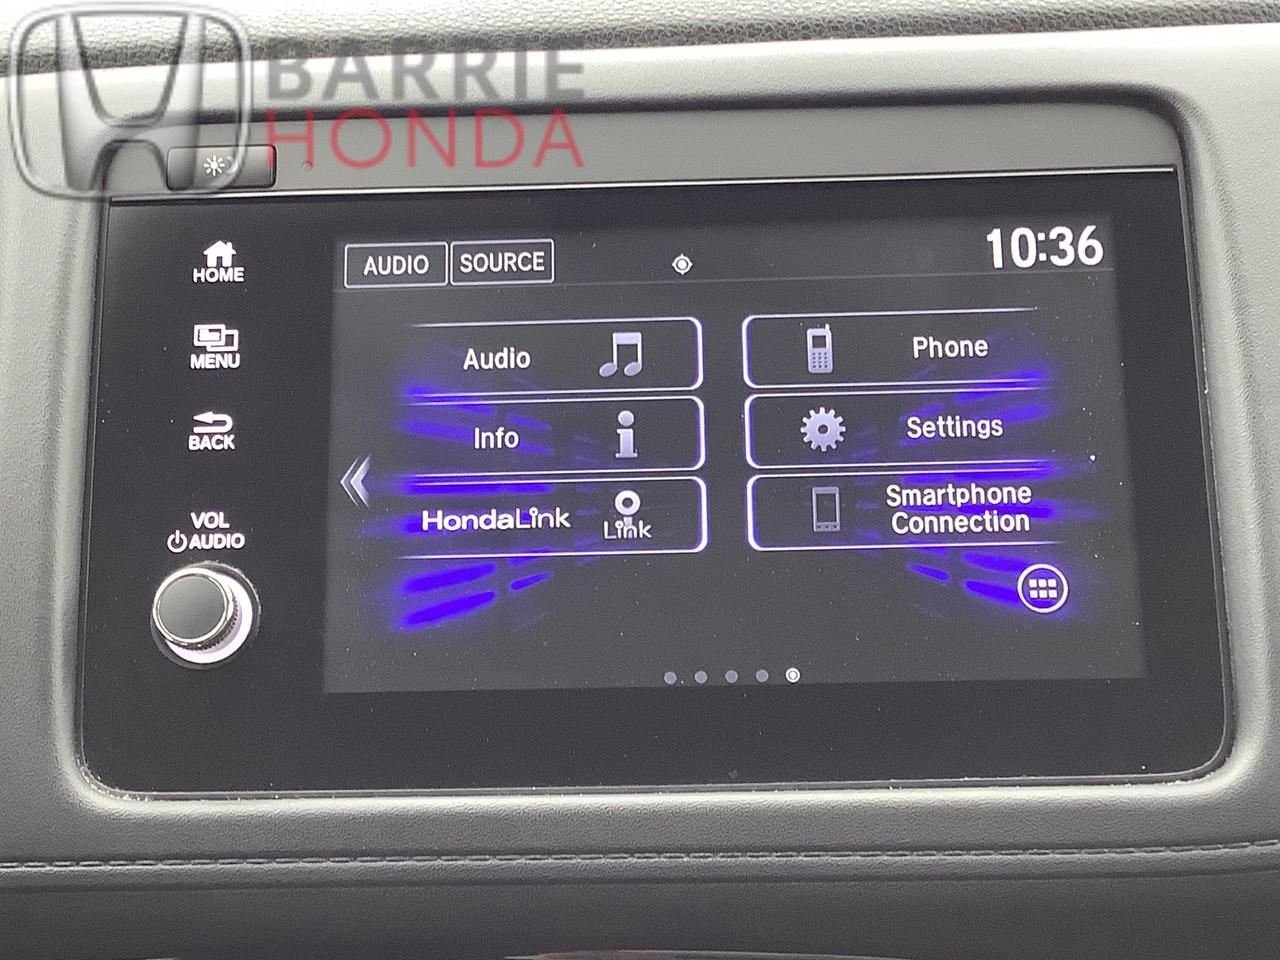 BARRIE
HONDA
HOME
MENU
BACK
VOL
AUDIO
AUDIO
SOURCE
10:36
Audio
Phone
Info
Settings
HondaLink
Link
Smartphone
Connection